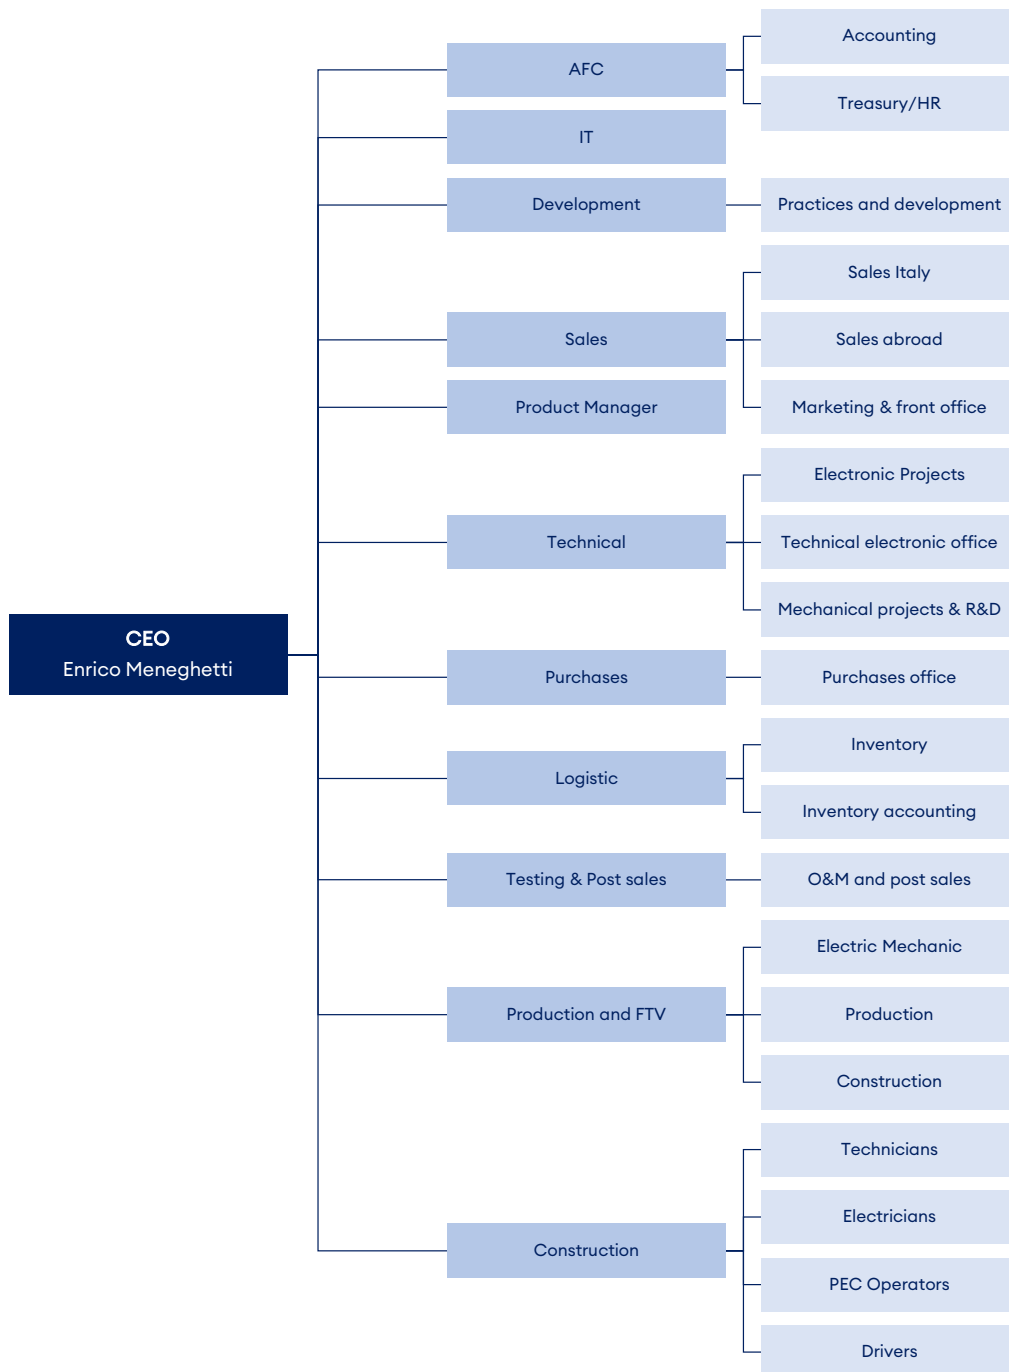 Accounting
AFC
Treasury/HR
IT
Development
Practices and development
Sales Italy
Sales
Sales abroad
Product Manager
Marketing & front office
Electronic Projects
Technical
Technical electronic office
Mechanical projects & R&D
CEO
Enrico Meneghetti
Purchases
Purchases office
Inventory
Logistic
Inventory accounting
Testing & Post sales
O&M and post sales
Electric Mechanic
Production and FTV
Production
Construction
Technicians
Electricians
Construction
PEC Operators
Drivers